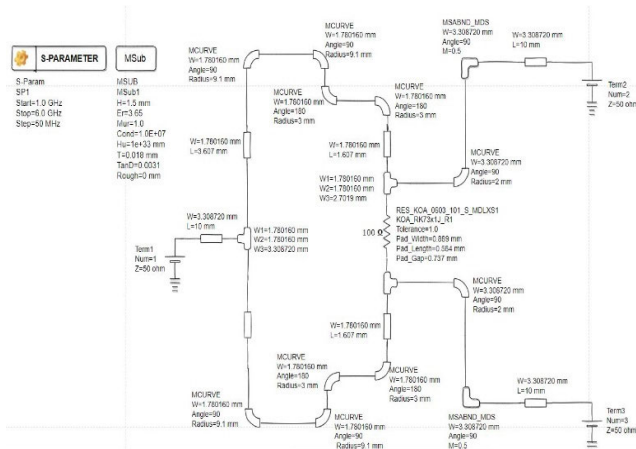 S-PARAMETER
MSub
S-Param
SP1
Start=1.0 GHz
Stop=6.0 GHz
Step=50 MHz
MSUB
MSub1
H=1.5 mm
Er=3.65
Mur=1.0
Cond=1.0E+07
Hu=1e+33 mm
T=0.018 mm
TanD=0.0031
Rough=0 mm
MCURVE
W=1.780160 mm
Angle=90
Radius=9.1 mm
MCURVE
W=1.780160 mm
Angle=90
Radius=9.1 mm
MCURVE
W=1.780160 mm
Angle=180
Radius=3 mm
MCURVE
W=1.780160 mm
Angle=180
Radius=3 mm
MSABND_MDS
W=3.308720 mm
Angle=90
M=0.5
W=3.308720 mm
L=10 mm
Term2
Num=2
Z=50 ohm
W=1.780160 mm
L=3.607 mm
W=1.780160 mm
L=1.607 mm
MCURVE
W=3.308720 mm
Angle=90
Radius=2 mm
W1=1.780160 mm
W2=1.780160 mm
W3=2.7019 mm
W=3.308720 mm
L=10 mm
Term1
Num=1
Z=50 ohm
W1=1.780160 mm
W2=1.780160 mm
W3=3.308720 mm
100 Ω
RES_KOA_0603_101_S_MDLXS1
KOA_RK73x1J_R1
Tolerance=1.0
Pad_Width=0.889 mm
Pad_Length=0.584 mm
Pad_Gap=0.737 mm
MCURVE
W=3.308720 mm
Angle=90
Radius=2 mm
W=1.780160 mm
L=1.607 mm
MCURVE
W=1.780160 mm
Angle=180
Radius=3 mm
MCURVE
W=1.780160 mm
Angle=180
Radius=3 mm
MCURVE
W=1.780160 mm
Angle=90
Radius=9.1 mm
MCURVE
W=1.780160 mm
Angle=90
Radius=9.1 mm
MSABND_MDS
W=3.308720 mm
Angle=90
M=0.5
W=3.308720 mm
L=10 mm
Term3
Num=3
Z=50 ohm